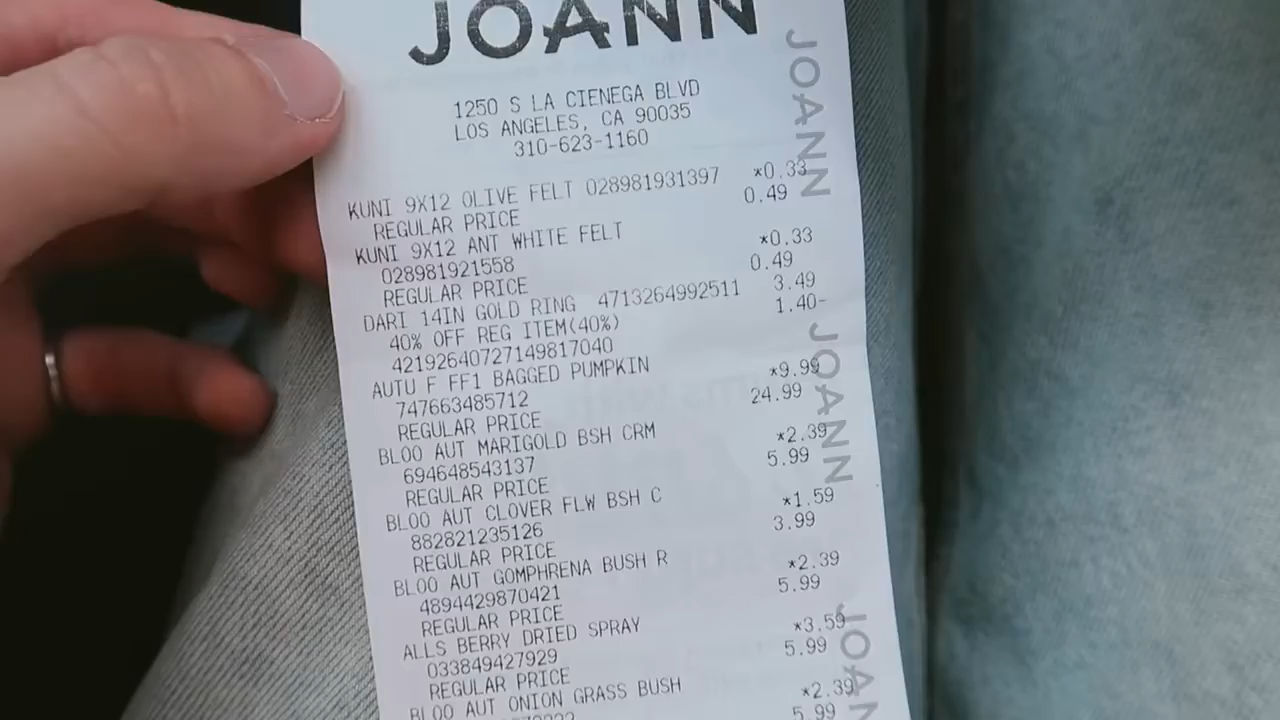 JOANN
1250 S LA CIENEGA BLVD
LOS ANGELES, CA 90035
310-623-1160
KUNI 9X12 OLIVE FELT 028981931397 *0.33
REGULAR PRICE 0.49
KUNI 9X12 ANT WHITE FELT *0.33
028981921558
REGULAR PRICE 0.49
DARI 14IN GOLD RING 4713264992511 3.49
40% OFF REG ITEM(40%) 1.40-
42192640727149817040
AUTU F FF1 BAGGED PUMPKIN *9.99
747663485712
REGULAR PRICE 24.99
BLOO AUT MARIGOLD BSH CRM *2.39
694648543137
REGULAR PRICE 5.99
BLOO AUT CLOVER FLW BSH C *1.59
882821235126
REGULAR PRICE 3.99
BLOO AUT GOMPHRENA BUSH R *2.39
4894429870421
REGULAR PRICE 5.99
ALLS BERRY DRIED SPRAY *3.59
033849427929
REGULAR PRICE 5.99
BLOO AUT ONION GRASS BUSH *2.39
5.99
JOANN
JOANN
JOAN